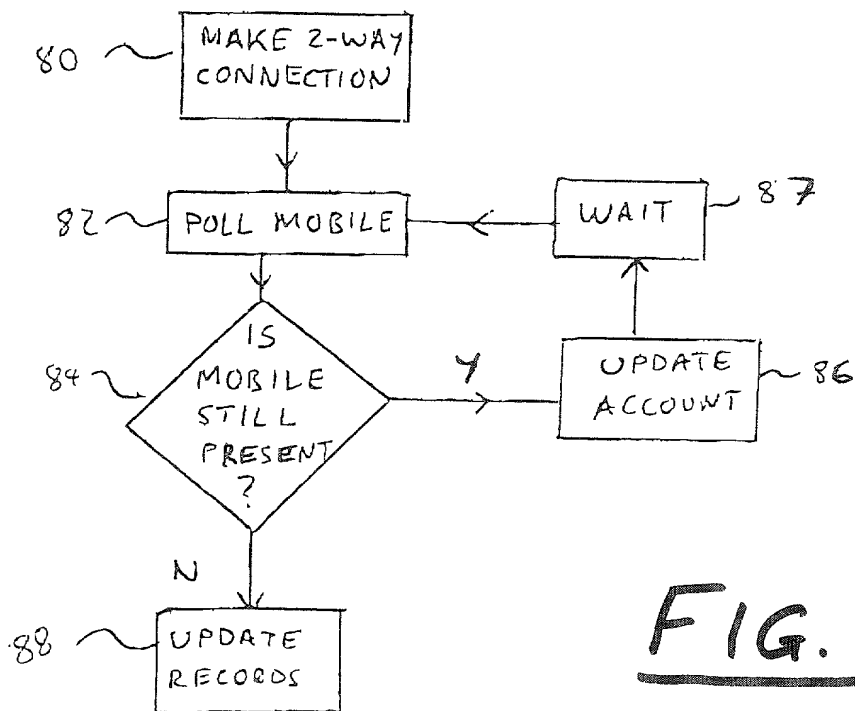 80
MAKE 2-WAY
CONNECTION
82
POLL MOBILE
WAIT
87
84
IS
MOBILE
STILL
PRESENT
?
Y
UPDATE
ACCOUNT
86
N
88
UPDATE
RECORDS
FIG.